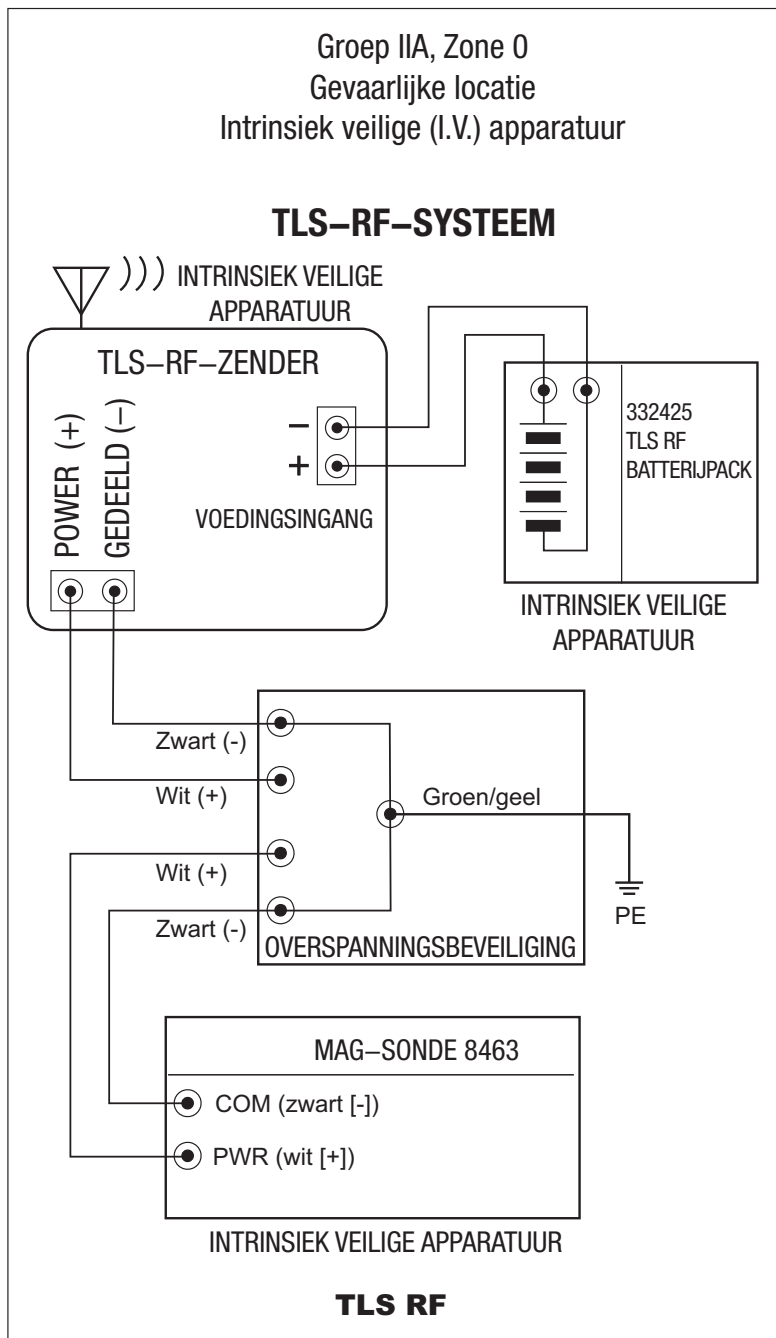 Groep IIA, Zone 0
Gevaarlijke locatie
Intrinsiek veilige (I.V.) apparatuur
TLS–RF–SYSTEEM
INTRINSIEK VEILIGE
APPARATUUR
TLS–RF–ZENDER
POWER (+)
GEDEELD (–)
–
+
VOEDINGSINGANG
332425
TLS RF
BATTERIJPACK
INTRINSIEK VEILIGE
APPARATUUR
Zwart (-)
Wit (+)
Groen/geel
Wit (+)
Zwart (-)
PE
OVERSPANNINGSBEVEILIGING
MAG–SONDE 8463
COM (zwart [-])
PWR (wit [+])
INTRINSIEK VEILIGE APPARATUUR
TLS RF